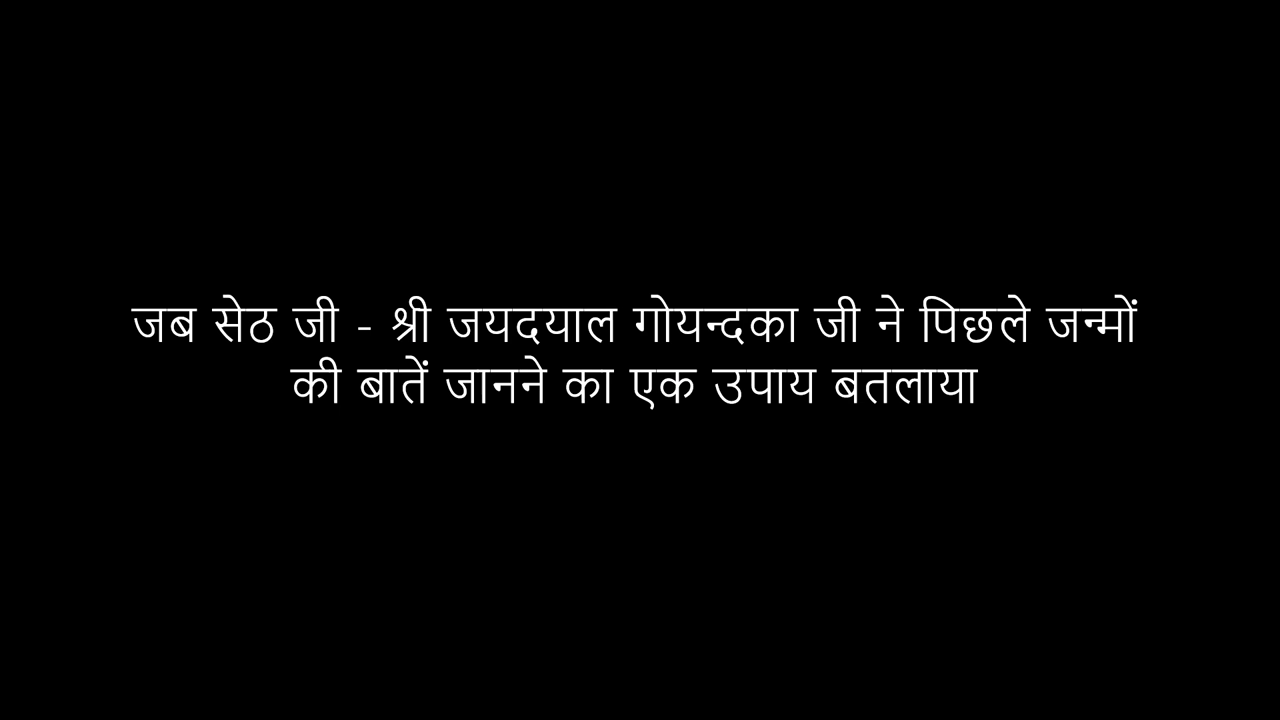 जब सेठ जी - श्री जयदयाल गोयन्दका जी ने पिछले जन्मों
की बातें जानने का एक उपाय बतलाया